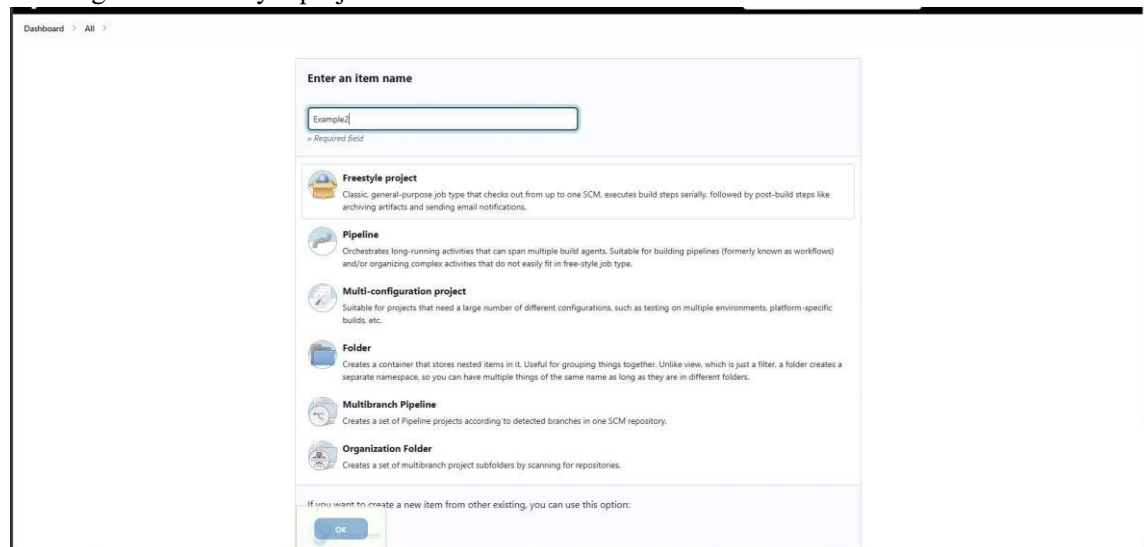 Dashboard > All >
Enter an item name
Example2
» Required field
Freestyle project
Classic, general-purpose job type that checks out from up to one SCM, executes build steps serially, followed by post-build steps like
archiving artifacts and sending email notifications.
Pipeline
Orchestrates long-running activities that can span multiple build agents. Suitable for building pipelines (formerly known as workflows)
and/or organizing complex activities that do not easily fit in free-style job type.
Multi-configuration project
Suitable for projects that need a large number of different configurations, such as testing on multiple environments, platform-specific
builds, etc.
Folder
Creates a container that stores nested items in it. Useful for grouping things together. Unlike view, which is just a filter, a folder creates a
separate namespace, so you can have multiple things of the same name as long as they are in different folders.
Multibranch Pipeline
Creates a set of Pipeline projects according to detected branches in one SCM repository.
Organization Folder
Creates a set of multibranch project subfolders by scanning for repositories.
If you want to create a new item from other existing, you can use this option:
OK